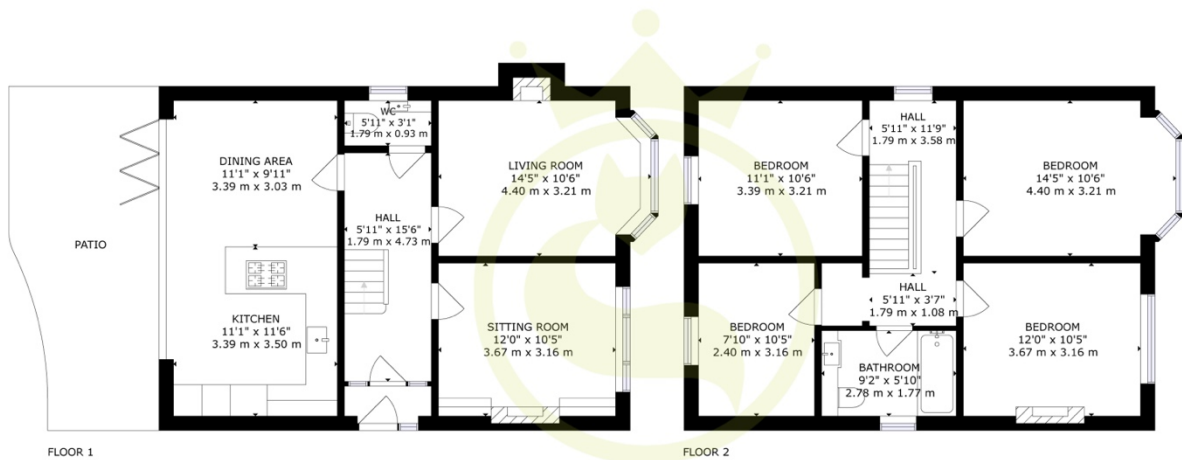 WC
5'11" x 3'1"
1.79 m x 0.93 m
DINING AREA
11'1" x 9'11"
3.39 m x 3.03 m
LIVING ROOM
14'5" x 10'6"
4.40 m x 3.21 m
HALL
5'11" x 15'6"
1.79 m x 4.73 m
PATIO
KITCHEN
11'1" x 11'6"
3.39 m x 3.50 m
SITTING ROOM
12'0" x 10'5"
3.67 m x 3.16 m
FLOOR 1
HALL
5'11" x 11'9"
1.79 m x 3.58 m
BEDROOM
11'1" x 10'6"
3.39 m x 3.21 m
BEDROOM
14'5" x 10'6"
4.40 m x 3.21 m
HALL
5'11" x 3'7"
1.79 m x 1.08 m
BEDROOM
7'10" x 10'5"
2.40 m x 3.16 m
BEDROOM
12'0" x 10'5"
3.67 m x 3.16 m
BATHROOM
9'2" x 5'10"
2.78 m x 1.77 m
FLOOR 2